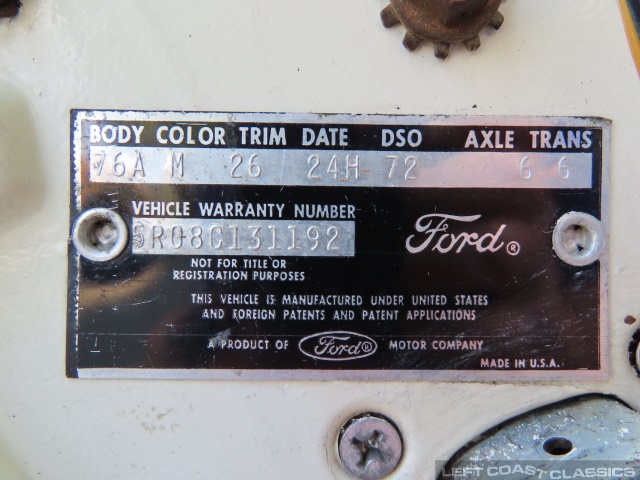 BODY COLOR TRIM DATE DSO AXLE TRANS
76A M 26 24H 72 6 6
VEHICLE WARRANTY NUMBER
5R08C131192
Ford®
NOT FOR TITLE OR
REGISTRATION PURPOSES
THIS VEHICLE IS MANUFACTURED UNDER UNITED STATES
AND FOREIGN PATENTS AND PATENT APPLICATIONS
A PRODUCT OF Ford® MOTOR COMPANY
MADE IN U.S.A.
LEFT COAST CLASSICS